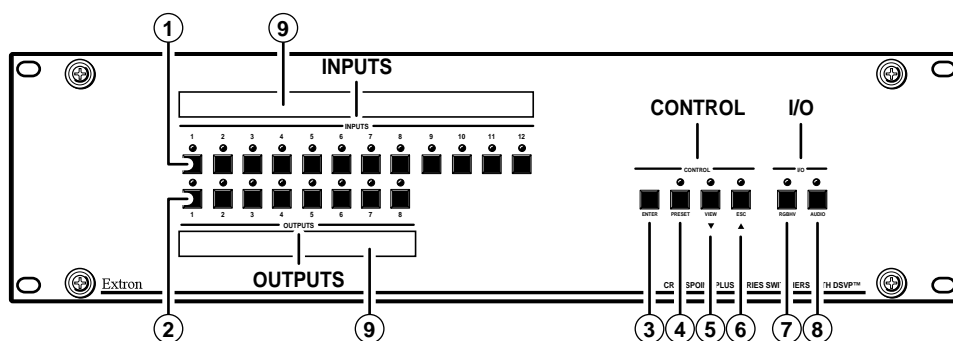 1 9
INPUTS
CONTROL I/O
INPUTS
1 2 3 4 5 6 7 8 9 10 11 12
CONTROL I/O
ENTER PRESET VIEW ESC RGBHV AUDIO
1 2 3 4 5 6 7 8
OUTPUTS
OUTPUTS
Extron
PLUS
DSVP™
2 9 3 4 5 6 7 8